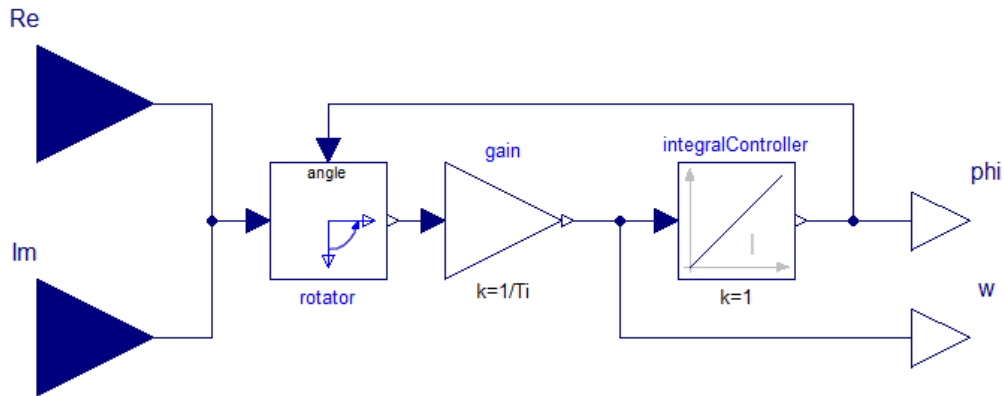 Re
gain
integralController
angle
phi
Im
I
w
rotator
k=1/Ti
k=1